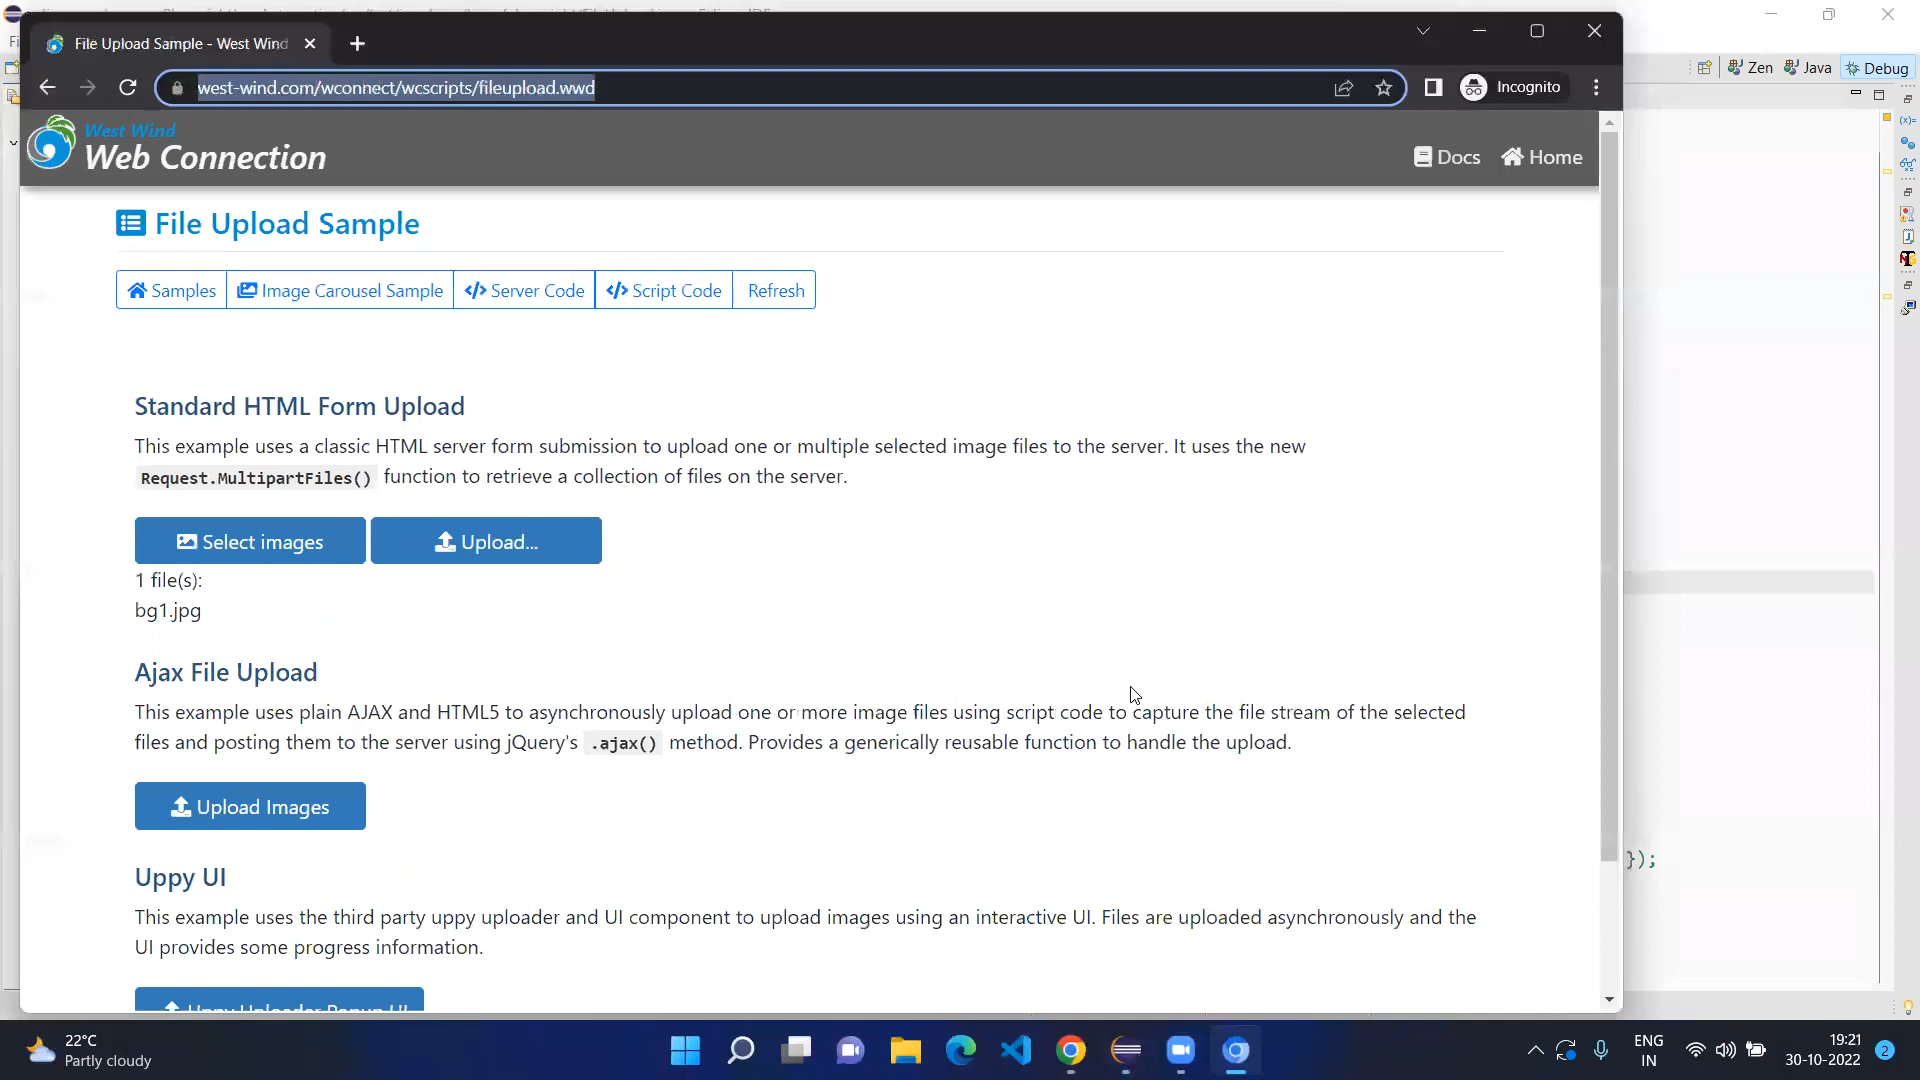 File Upload Sample - West Wind
west-wind.com/wconnect/wcscripts/fileupload.wwd
Incognito
Zen
Java
Debug
West Wind
Web Connection
Docs
Home
File Upload Sample
Samples
Image Carousel Sample
Server Code
Script Code
Refresh
Standard HTML Form Upload
This example uses a classic HTML server form submission to upload one or multiple selected image files to the server. It uses the new
Request.MultipartFiles() function to retrieve a collection of files on the server.
Select images
Upload...
1 file(s):
bg1.jpg
Ajax File Upload
This example uses plain AJAX and HTML5 to asynchronously upload one or more image files using script code to capture the file stream of the selected
files and posting them to the server using jQuery's .ajax() method. Provides a generically reusable function to handle the upload.
Upload Images
});
Uppy UI
This example uses the third party uppy uploader and UI component to upload images using an interactive UI. Files are uploaded asynchronously and the
UI provides some progress information.
Uppy Uploader Popup UI
22°C
Partly cloudy
ENG
IN
19:21
30-10-2022
2